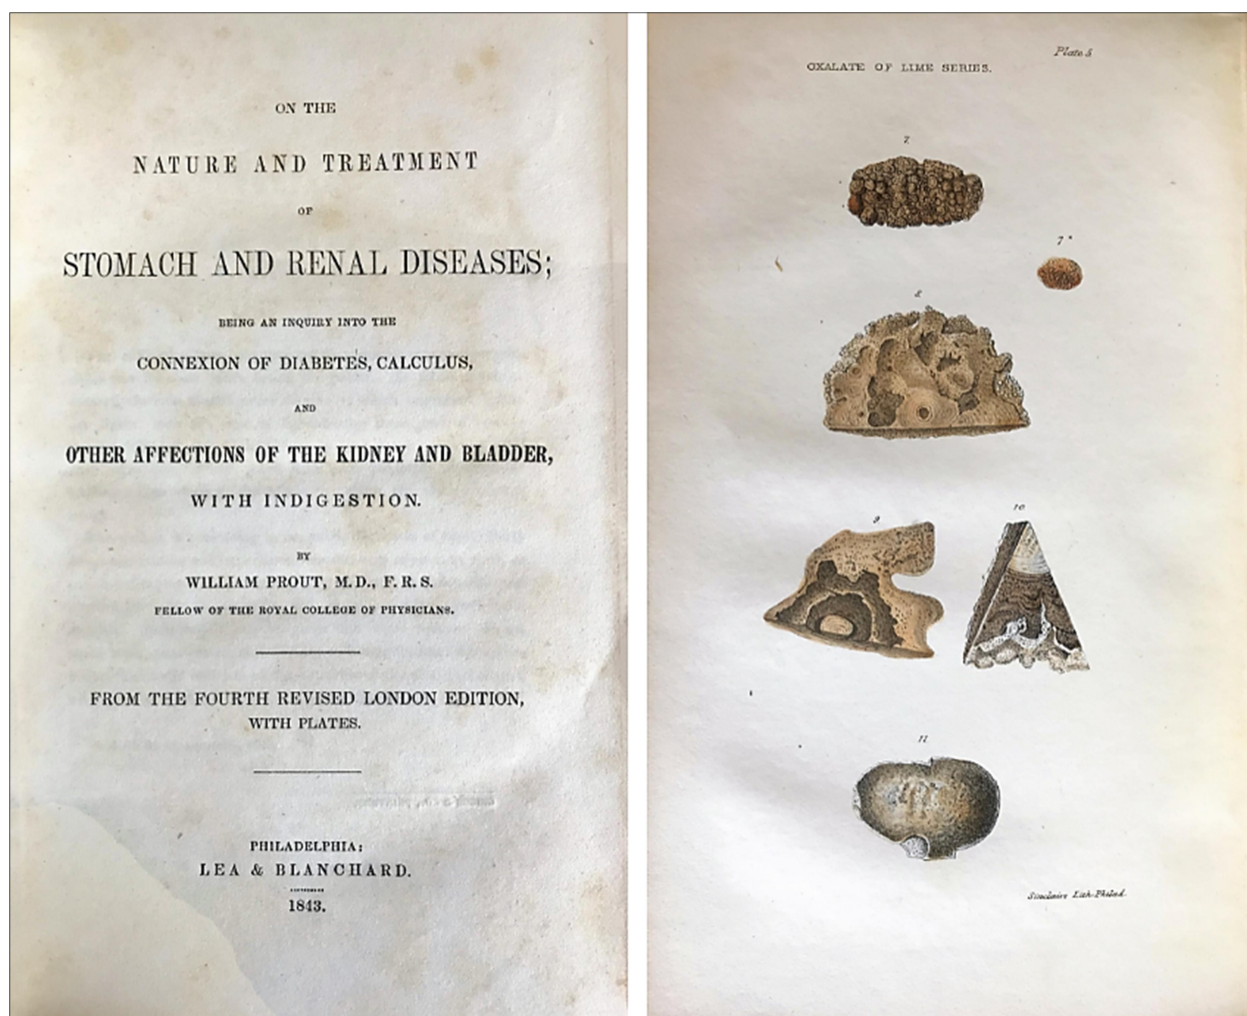 ON THE
NATURE AND TREATMENT
OF
STOMACH AND RENAL DISEASES;
BEING AN INQUIRY INTO THE
CONNEXION OF DIABETES, CALCULUS,
AND
OTHER AFFECTIONS OF THE KIDNEY AND BLADDER,
WITH INDIGESTION.
BY
WILLIAM PROUT, M.D., F.R.S.
FELLOW OF THE ROYAL COLLEGE OF PHYSICIANS.
FROM THE FOURTH REVISED LONDON EDITION,
WITH PLATES.
PHILADELPHIA:
LEA & BLANCHARD.
1843.
Plate 5
OXALATE OF LIME SERIES.
7
7*
8
9
10
11
Sinclairs Lith. Philad.